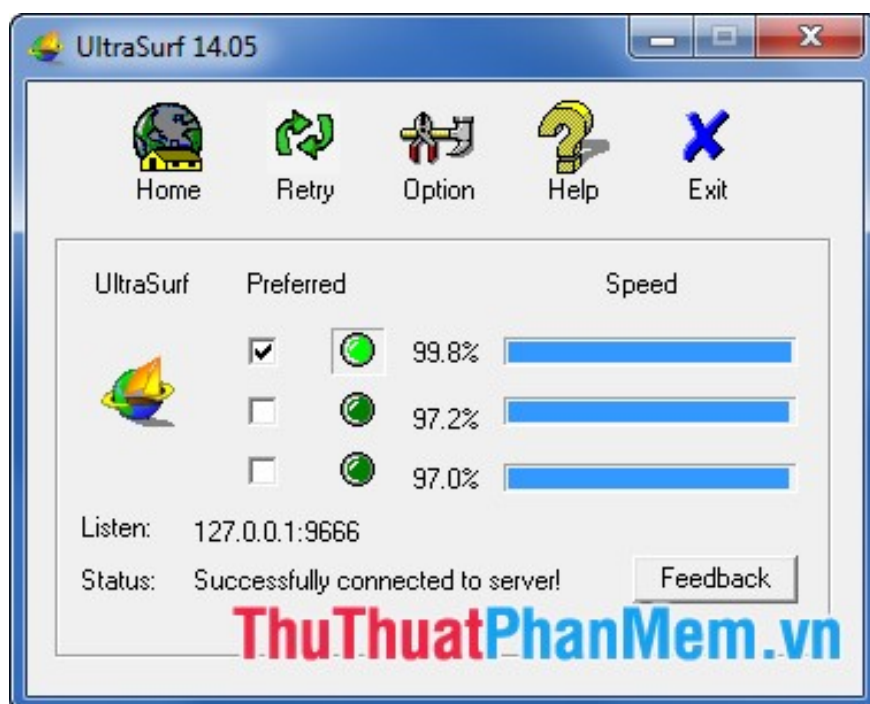 UltraSurf 14.05
Home Retry Option Help Exit
UltraSurf Preferred Speed
99.8%
97.2%
97.0%
Listen: 127.0.0.1:9666
Status: Successfully connected to server! Feedback
ThuThuatPhanMem.vn